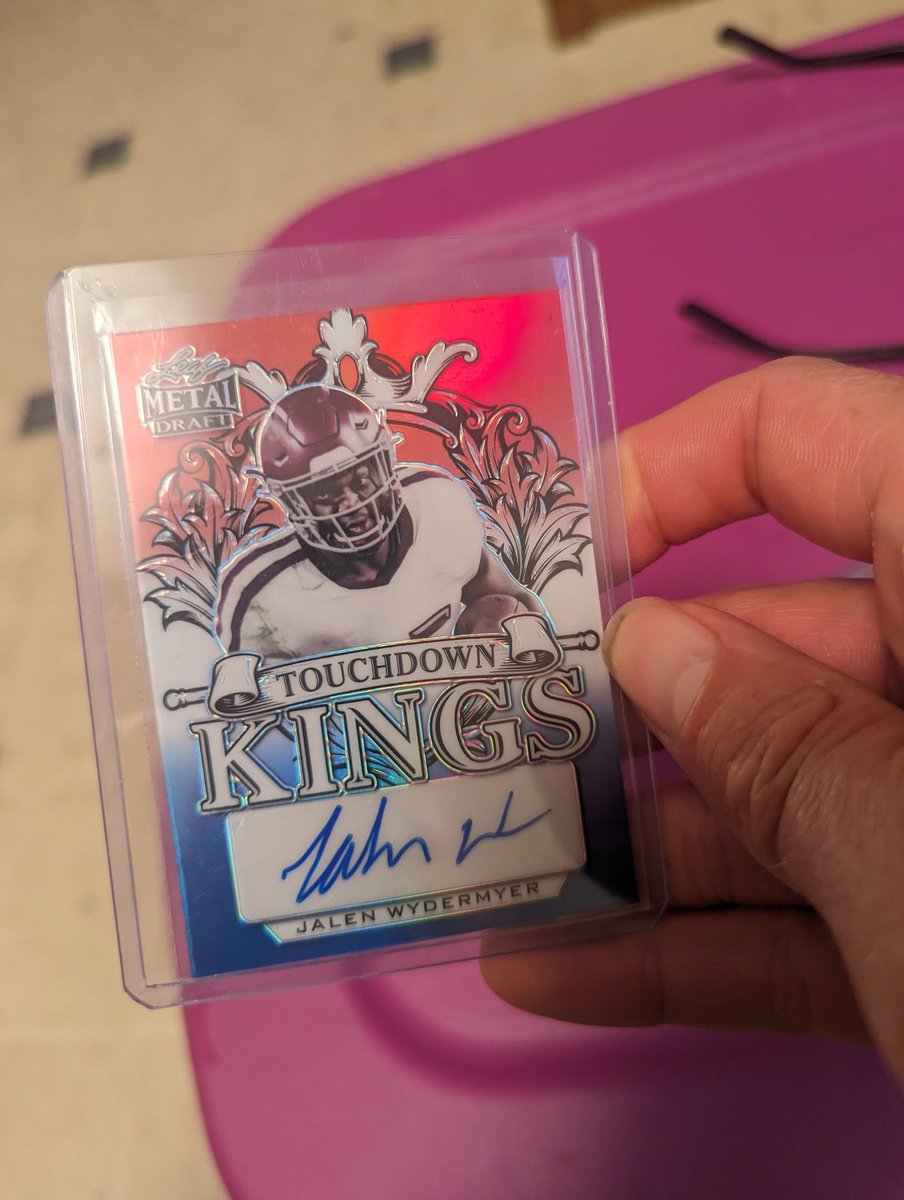 Leaf
METAL
DRAFT
TOUCHDOWN
KINGS
JALEN WYDERMYER